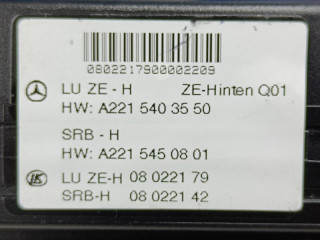 0802217900002209
LU ZE - H ZE-Hinten Q01
HW: A221 540 35 50
SRB - H
HW: A221 545 08 01
LU ZE-H 08 0221 79
SRB-H 08 0221 42